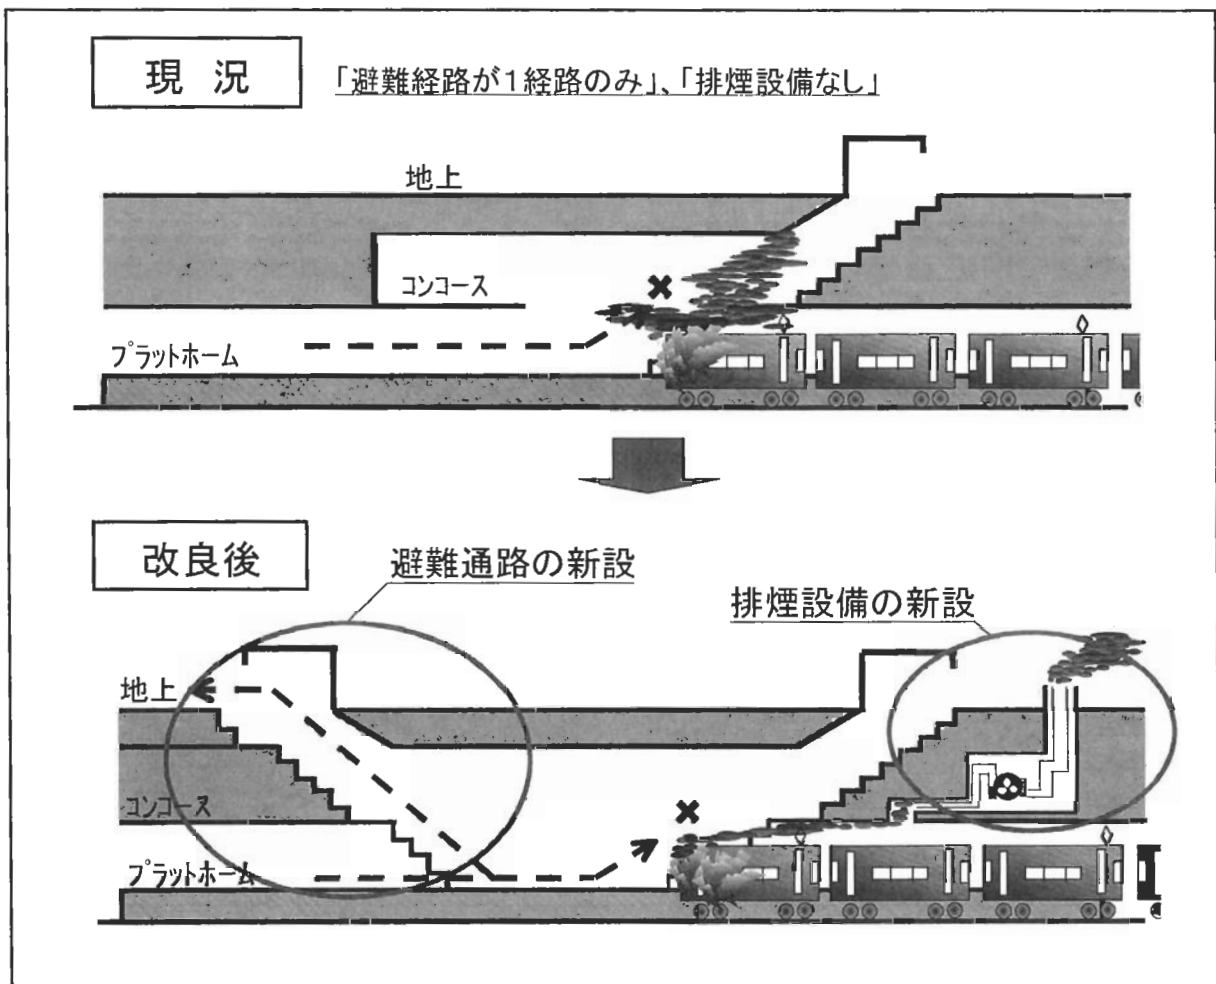 現 況
「避難経路が1経路のみ」、「排煙設備なし」
地上
コンコース
プラットホーム
改良後
避難通路の新設
排煙設備の新設
地上
コンコース
プラットホーム